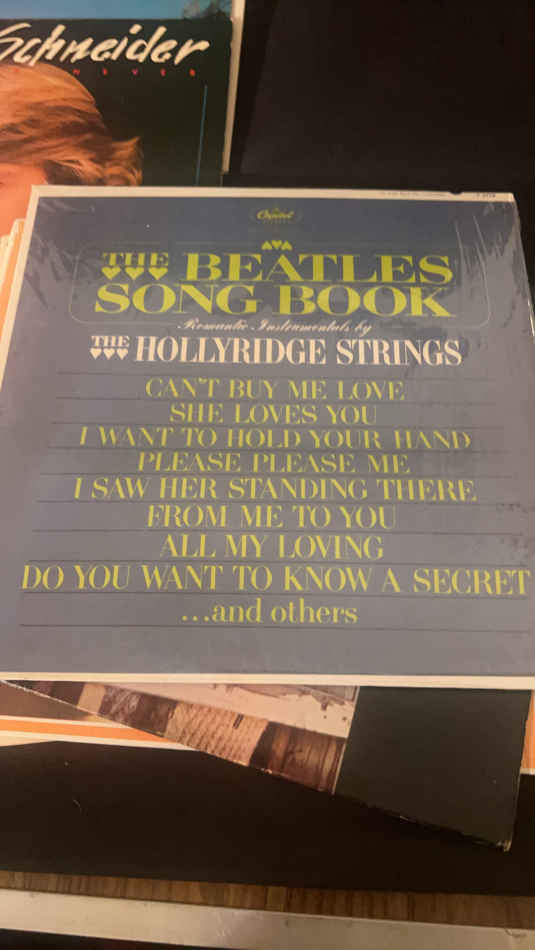 Schneider
NEVER
Capitol
THE BEATLES
SONG BOOK
Romantic Instrumentals by
THE HOLLYRIDGE STRINGS
CAN'T BUY ME LOVE
SHE LOVES YOU
I WANT TO HOLD YOUR HAND
PLEASE PLEASE ME
I SAW HER STANDING THERE
FROM ME TO YOU
ALL MY LOVING
DO YOU WANT TO KNOW A SECRET
...and others